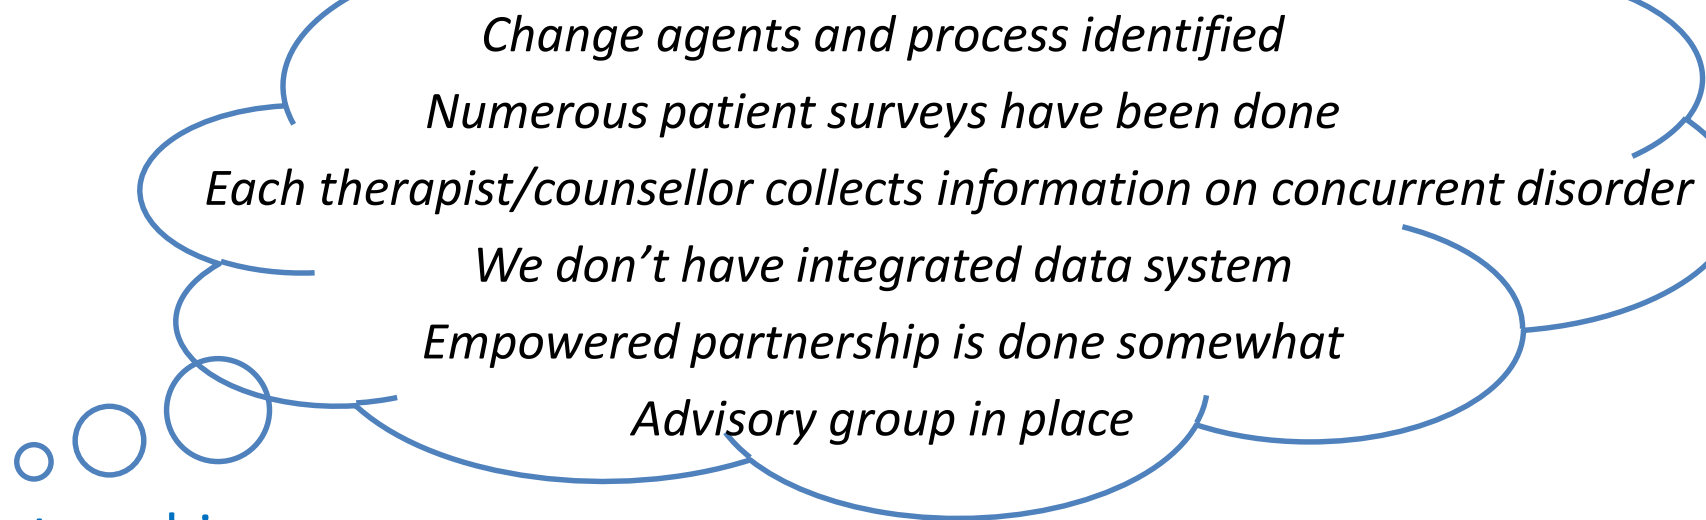 Change agents and process identified
Numerous patient surveys have been done
Each therapist/counsellor collects information on concurrent disorder
We don’t have integrated data system
Empowered partnership is done somewhat
Advisory group in place